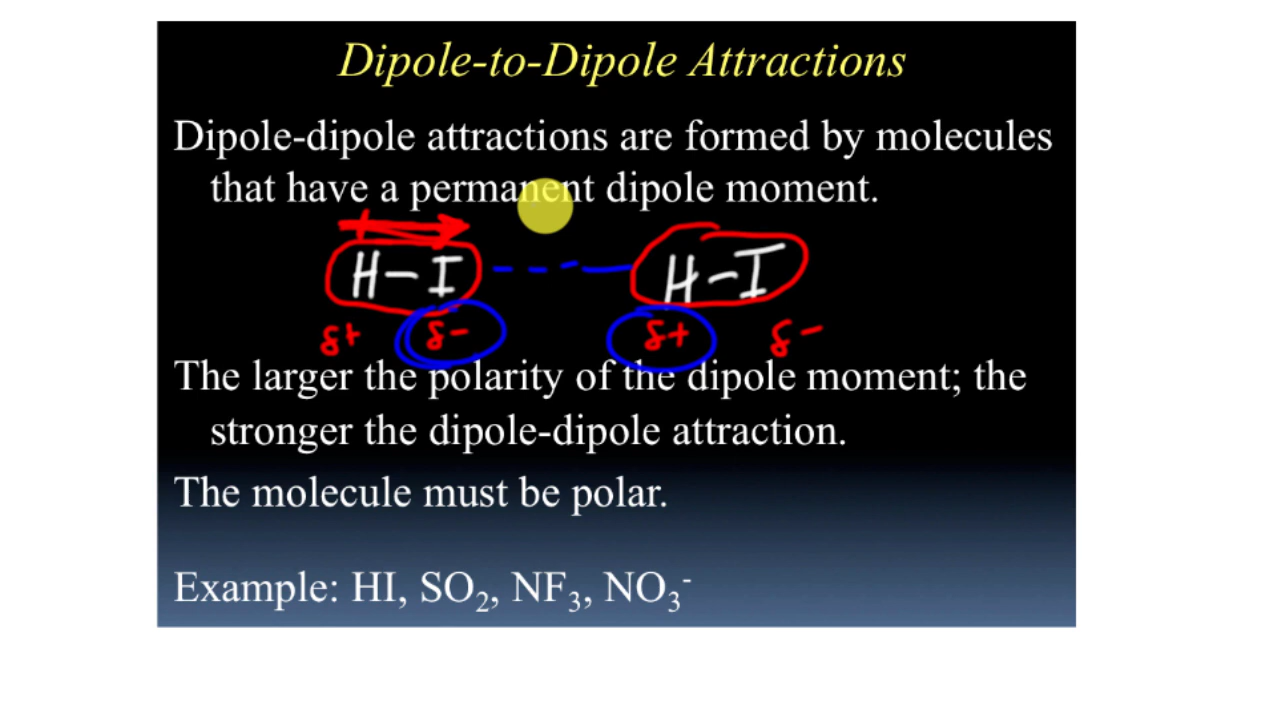 Dipole-to-Dipole Attractions
Dipole-dipole attractions are formed by molecules
that have a permanent dipole moment.
H–I H–I
δ+ δ– δ+ δ–
The larger the polarity of the dipole moment; the
stronger the dipole-dipole attraction.
The molecule must be polar.
Example: HI, SO₂, NF₃, NO₃⁻